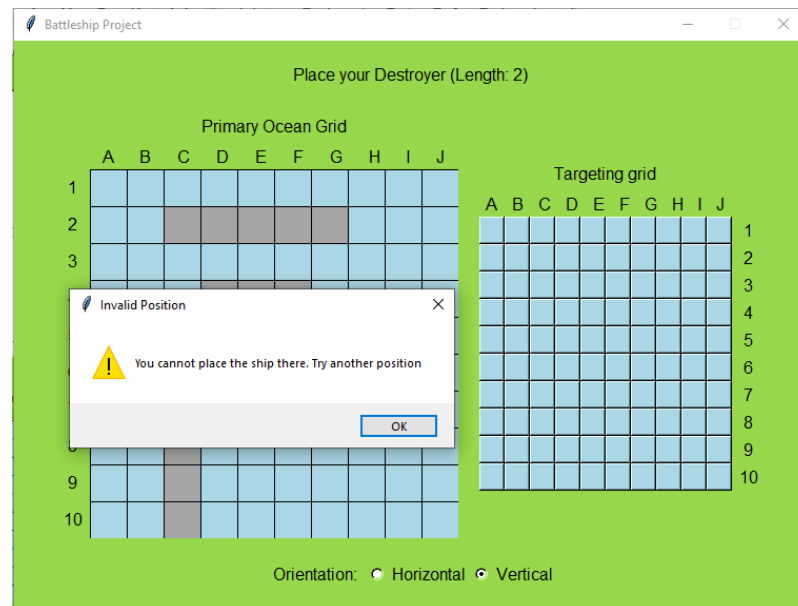 Battleship Project
Place your Destroyer (Length: 2)
Primary Ocean Grid
A B C D E F G H I J
1
2
3
9
10
Targeting grid
A B C D E F G H I J
1
2
3
4
5
6
7
8
9
10
Invalid Position
You cannot place the ship there. Try another position
OK
Orientation: Horizontal Vertical